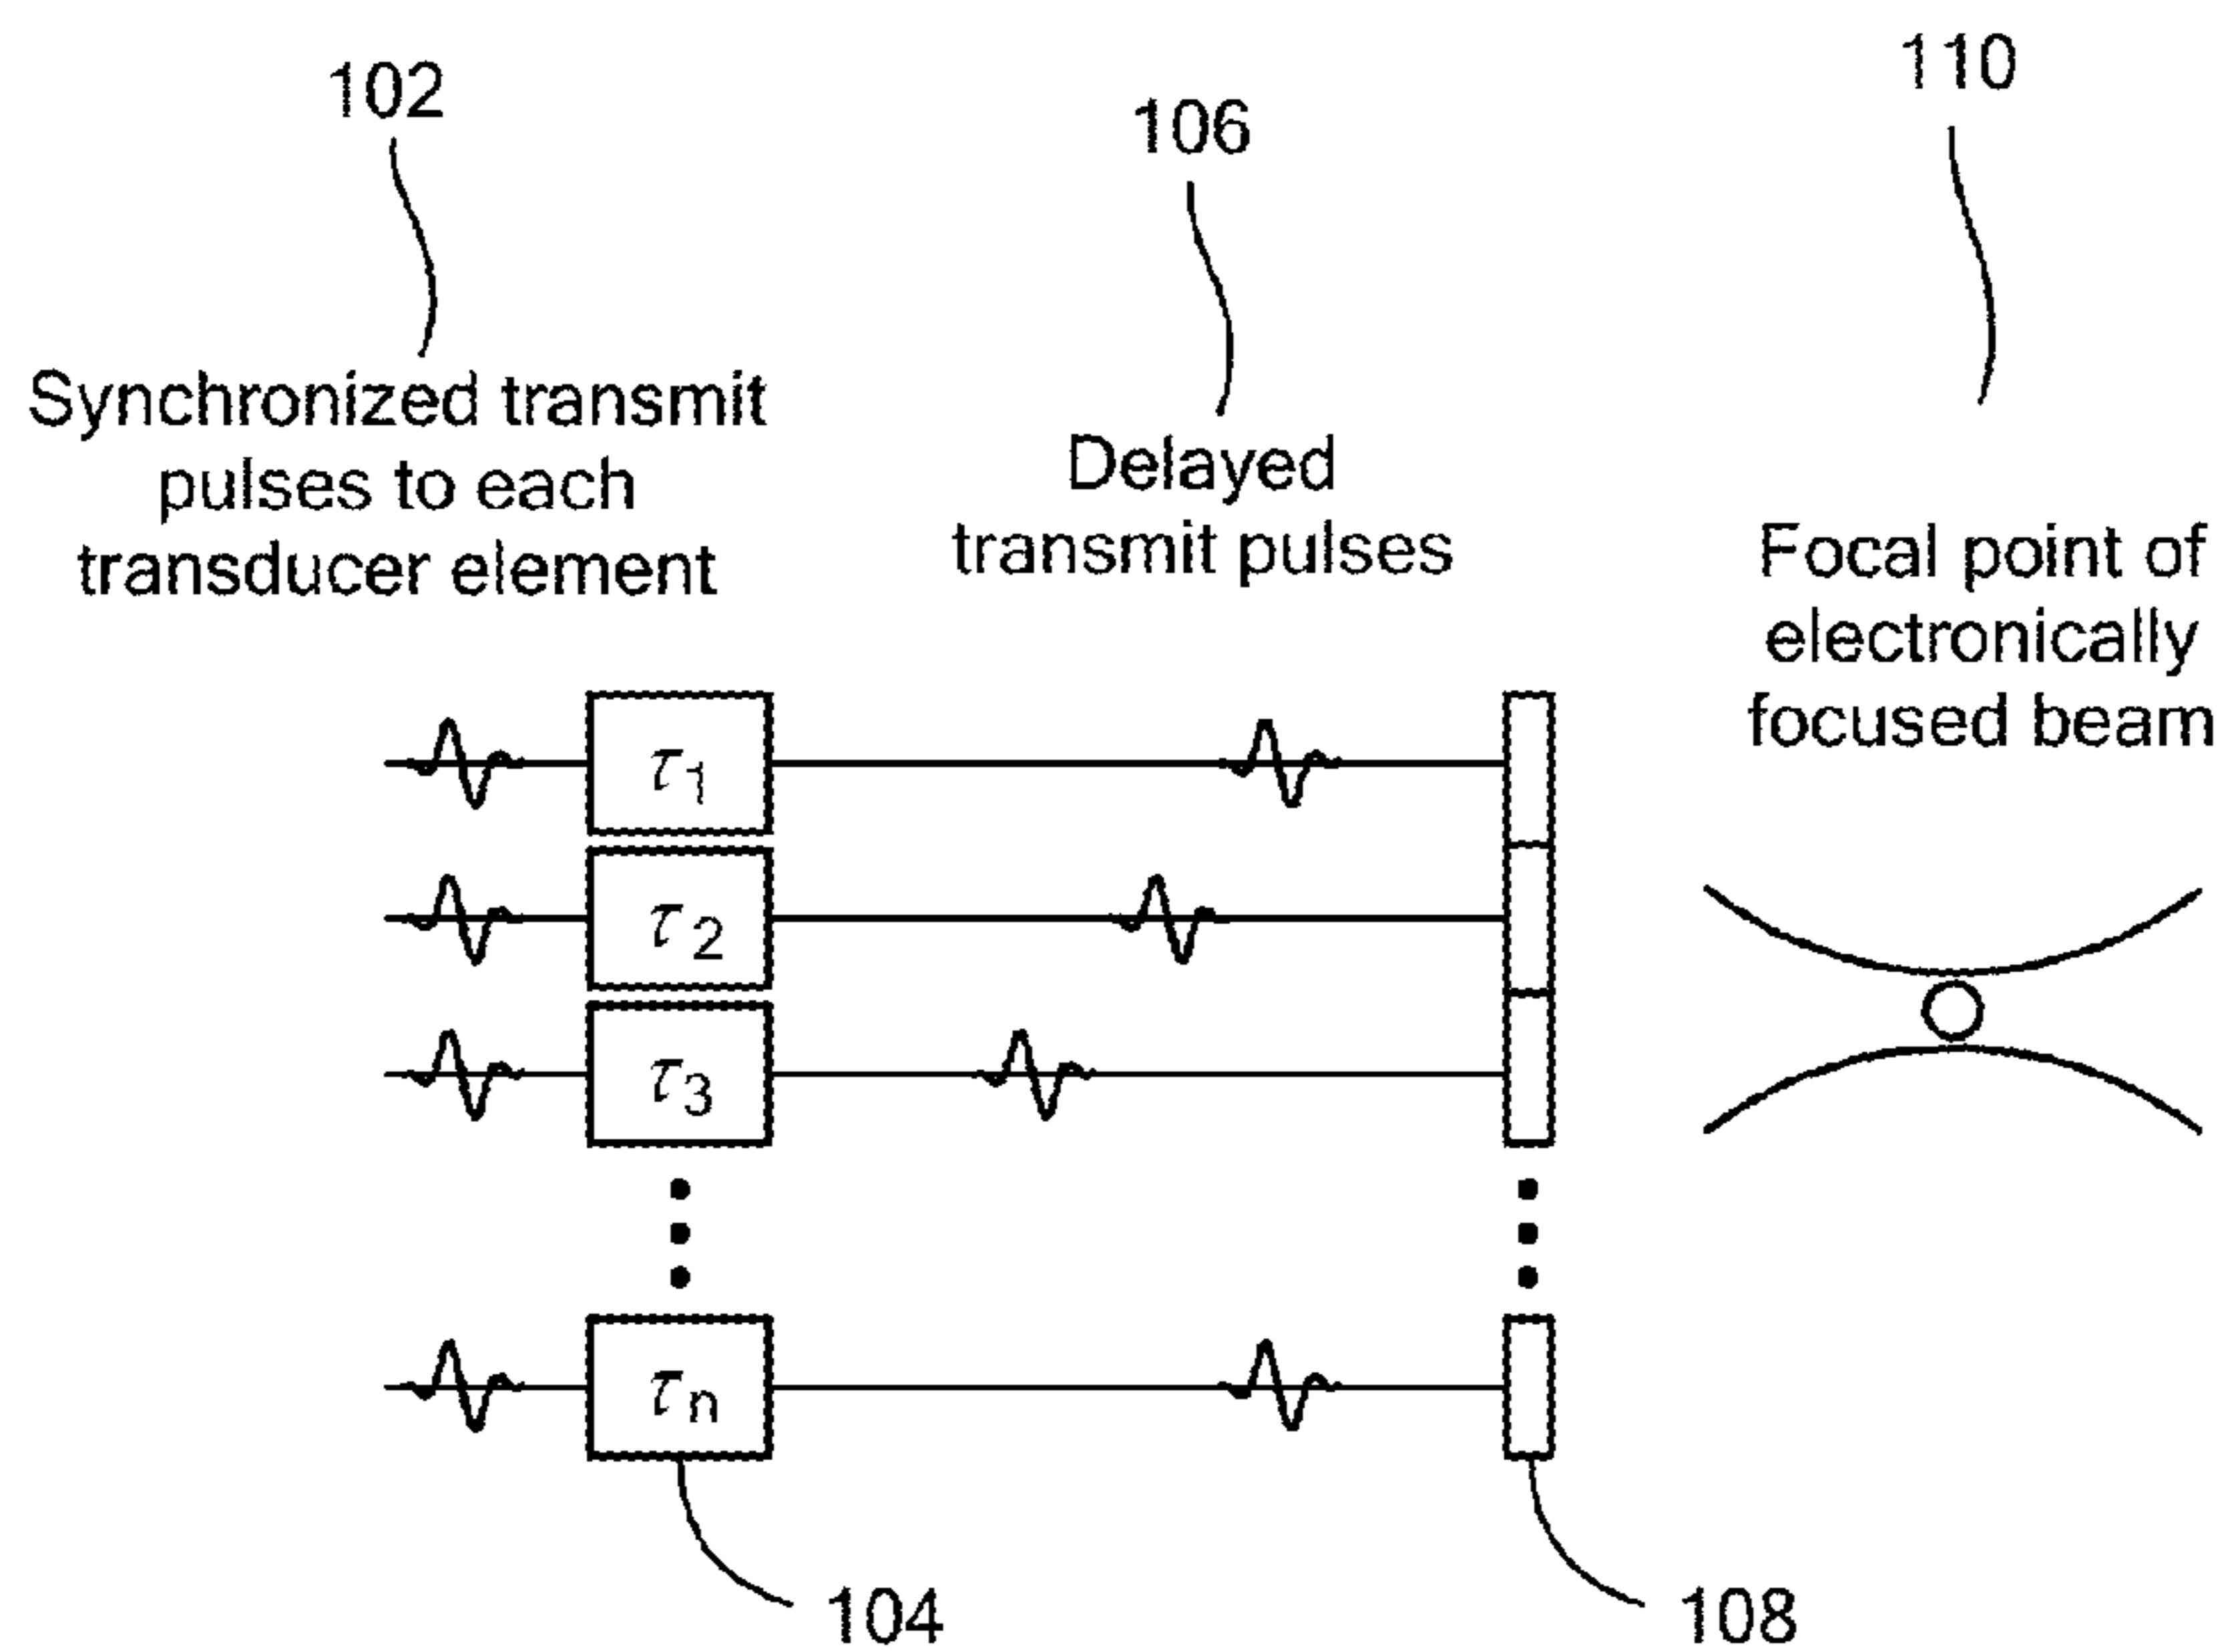 102
106
110
Synchronized transmit
pulses to each
transducer element
Delayed
transmit pulses
Focal point of
electronically
focused beam
τ1
τ2
τ3
τn
104
108